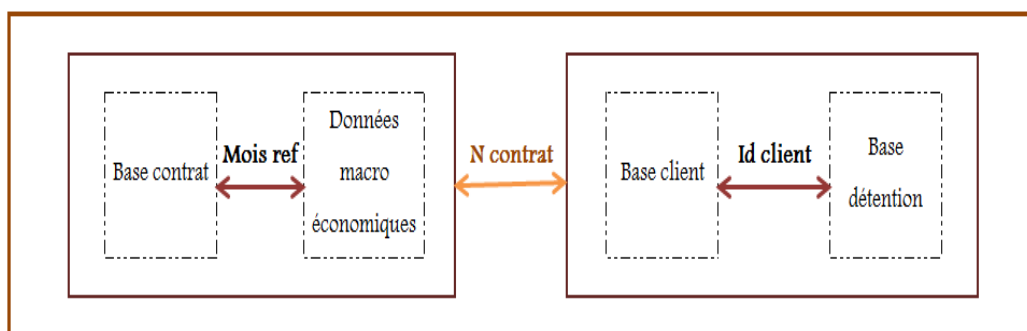 Base contrat
Mois ref
Données
macro
économiques
N contrat
Base client
Id client
Base
détention